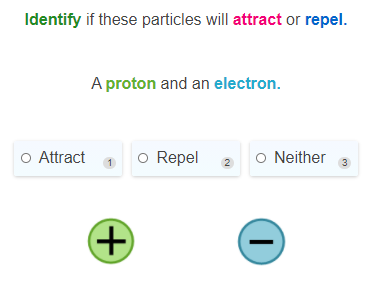 Identify if these particles will attract or repel.
A proton and an electron.
Attract 1 Repel 2 Neither 3
+ −